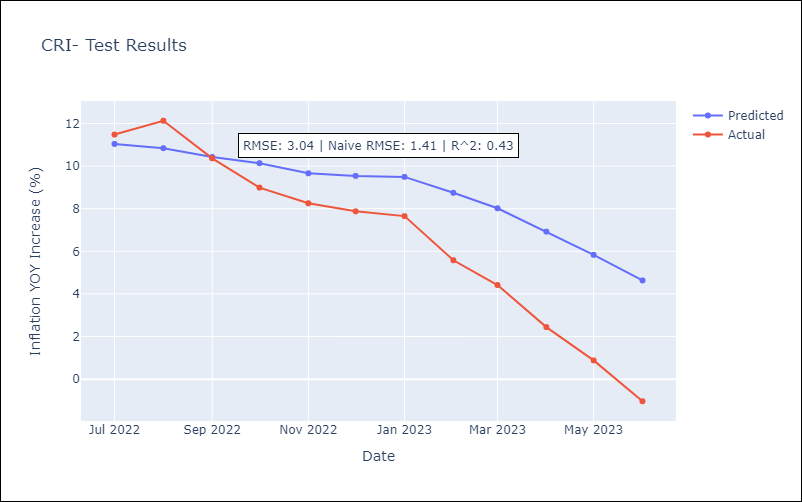 CRI- Test Results
RMSE: 3.04 | Naive RMSE: 1.41 | R^2: 0.43
Predicted
Actual
Inflation YOY Increase (%)
12
10
8
6
4
2
0
Jul 2022
Sep 2022
Nov 2022
Jan 2023
Mar 2023
May 2023
Date